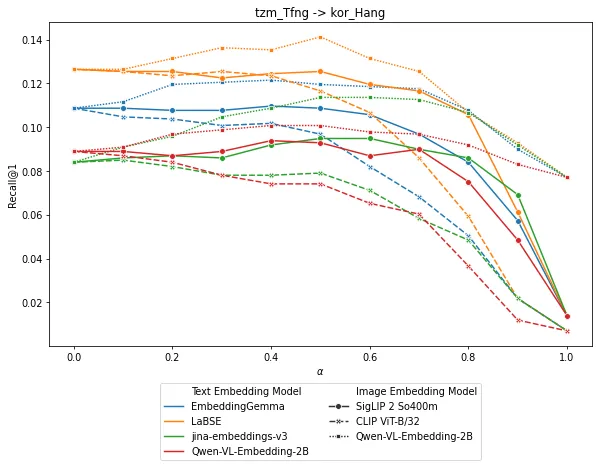 tzm_Tfng -> kor_Hang
Recall@1
0.14
0.12
0.10
0.08
0.06
0.04
0.02
0.0
0.2
0.4
0.6
0.8
1.0
α
Text Embedding Model
EmbeddingGemma
LaBSE
jina-embeddings-v3
Qwen-VL-Embedding-2B
Image Embedding Model
SigLIP 2 So400m
CLIP ViT-B/32
Qwen-VL-Embedding-2B